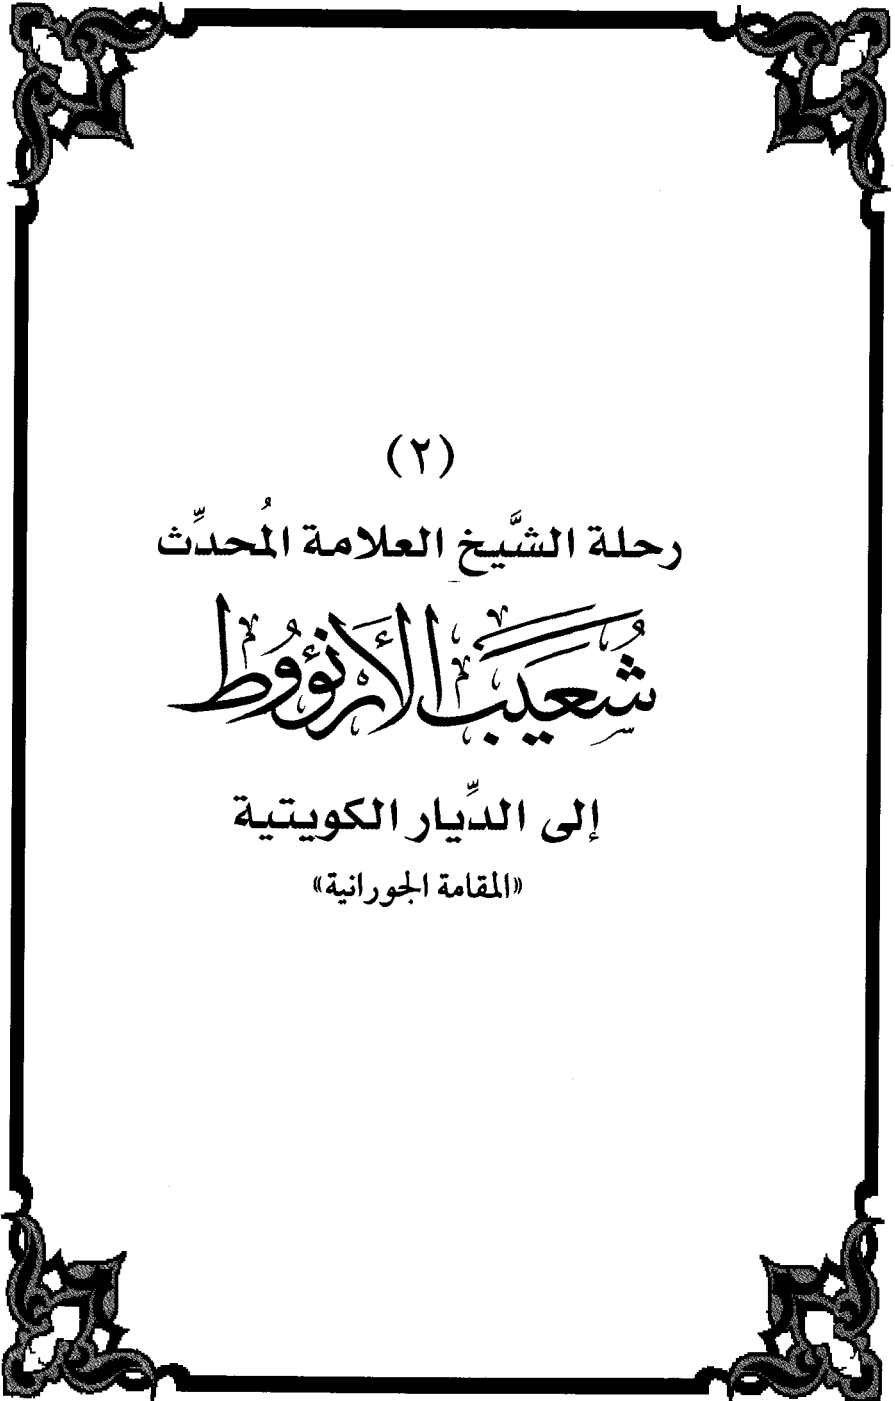 (٢)
رحلة الشَّيخ العلامة المُحدِّث
شُعَيب الأرنؤوط
إلى الدِّيار الكويتية
«المقامة الجورانية»